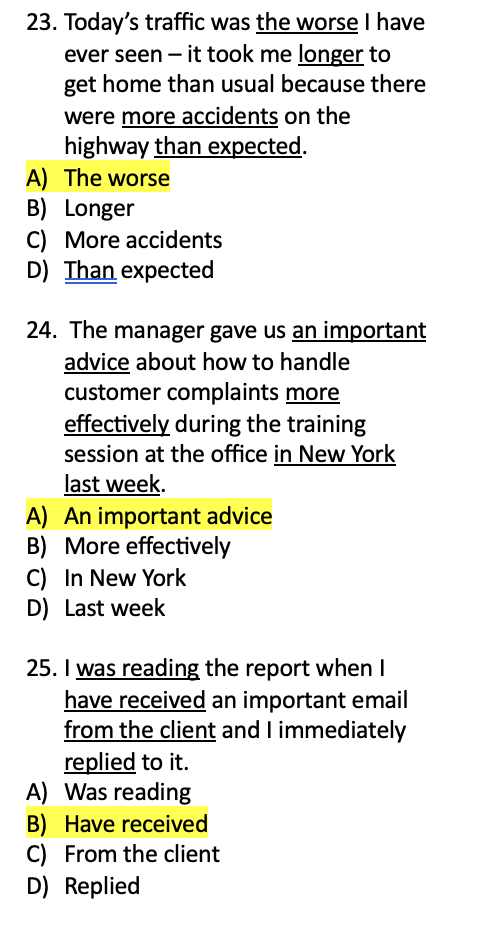 23. Today’s traffic was the worse I have
ever seen – it took me longer to
get home than usual because there
were more accidents on the
highway than expected.
A) The worse
B) Longer
C) More accidents
D) Than expected
24. The manager gave us an important
advice about how to handle
customer complaints more
effectively during the training
session at the office in New York
last week.
A) An important advice
B) More effectively
C) In New York
D) Last week
25. I was reading the report when I
have received an important email
from the client and I immediately
replied to it.
A) Was reading
B) Have received
C) From the client
D) Replied